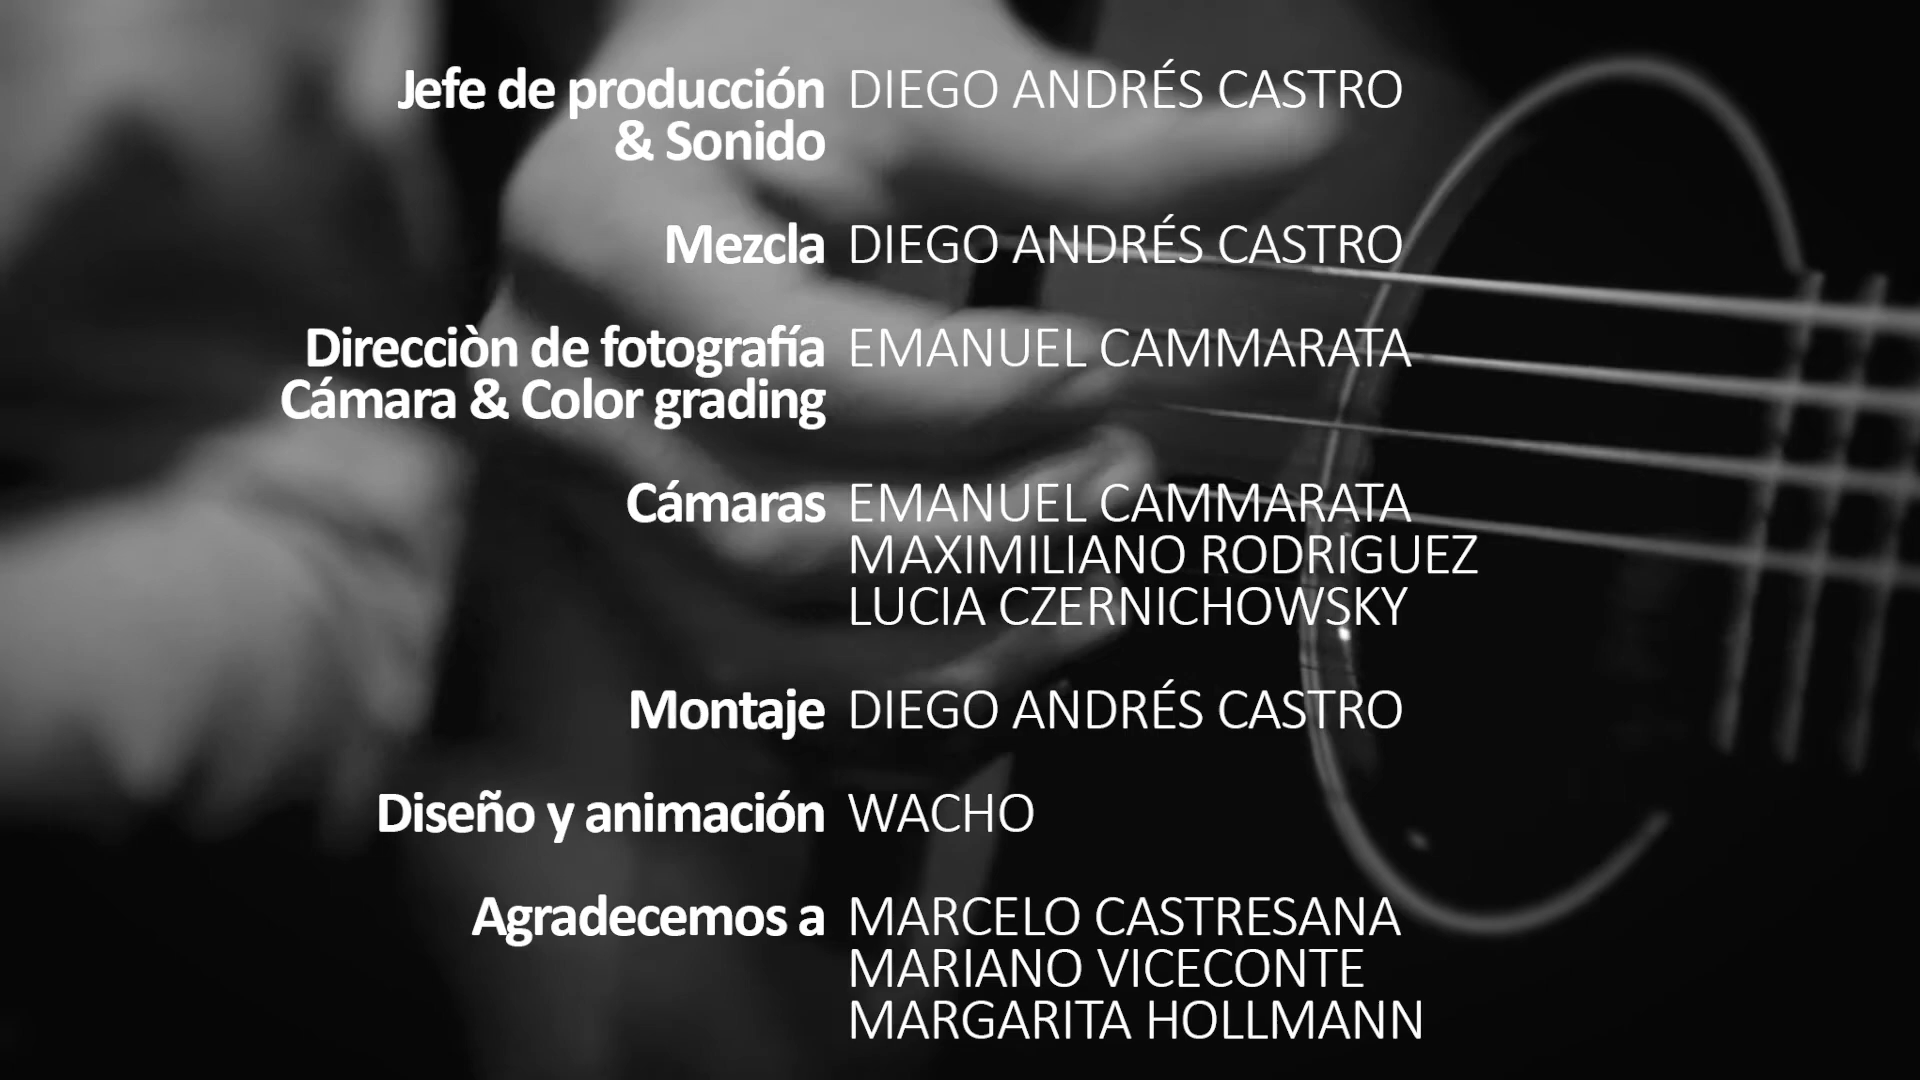 Jefe de producción DIEGO ANDRÉS CASTRO
& Sonido
Mezcla DIEGO ANDRÉS CASTRO
Direcciòn de fotografía EMANUEL CAMMARATA
Cámara & Color grading
Cámaras EMANUEL CAMMARATA
MAXIMILIANO RODRIGUEZ
LUCIA CZERNICHOWSKY
Montaje DIEGO ANDRÉS CASTRO
Diseño y animación WACHO
Agradecemos a MARCELO CASTRESANA
MARIANO VICECONTE
MARGARITA HOLLMANN